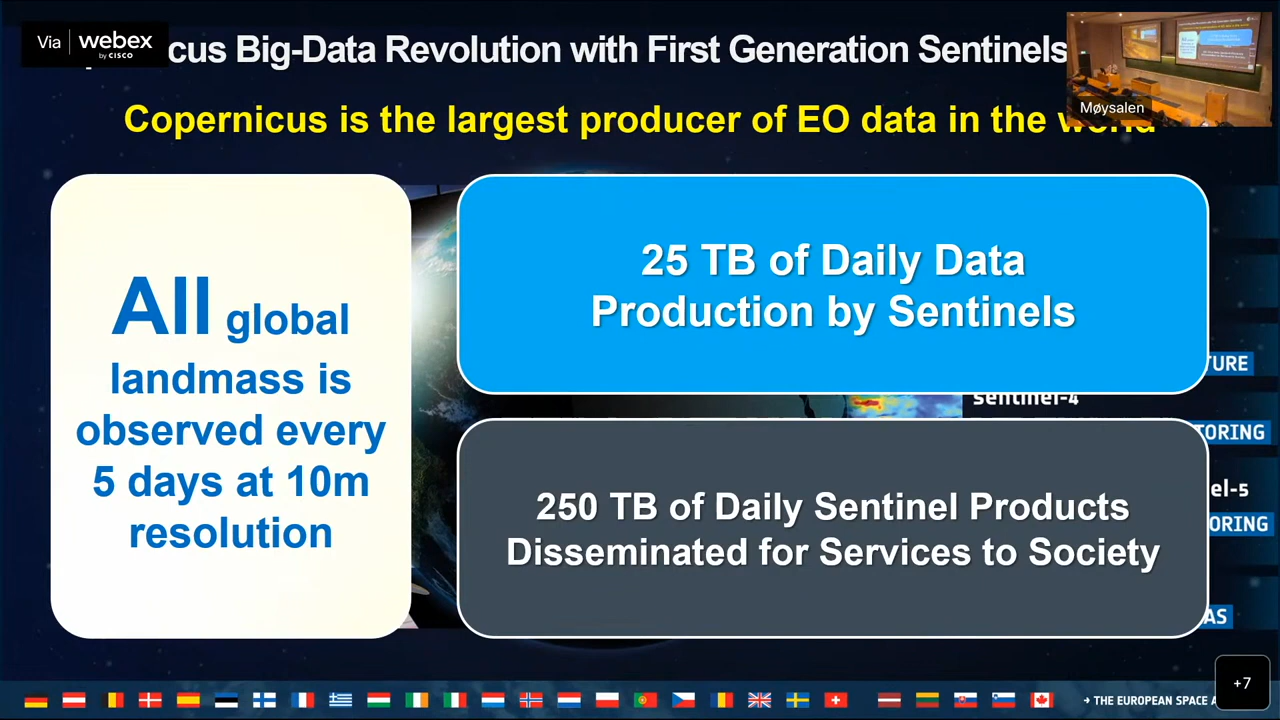 Via webex
by CISCO
cus Big-Data Revolution with First Generation Sentinels
Møysalen
Copernicus is the largest producer of EO data in the world
All global
landmass is
observed every
5 days at 10m
resolution
25 TB of Daily Data
Production by Sentinels
TURE
sentinel-4
TORING
250 TB of Daily Sentinel Products
Disseminated for Services to Society
el-5
ORING
AS
+7
→ THE EUROPEAN SPACE A